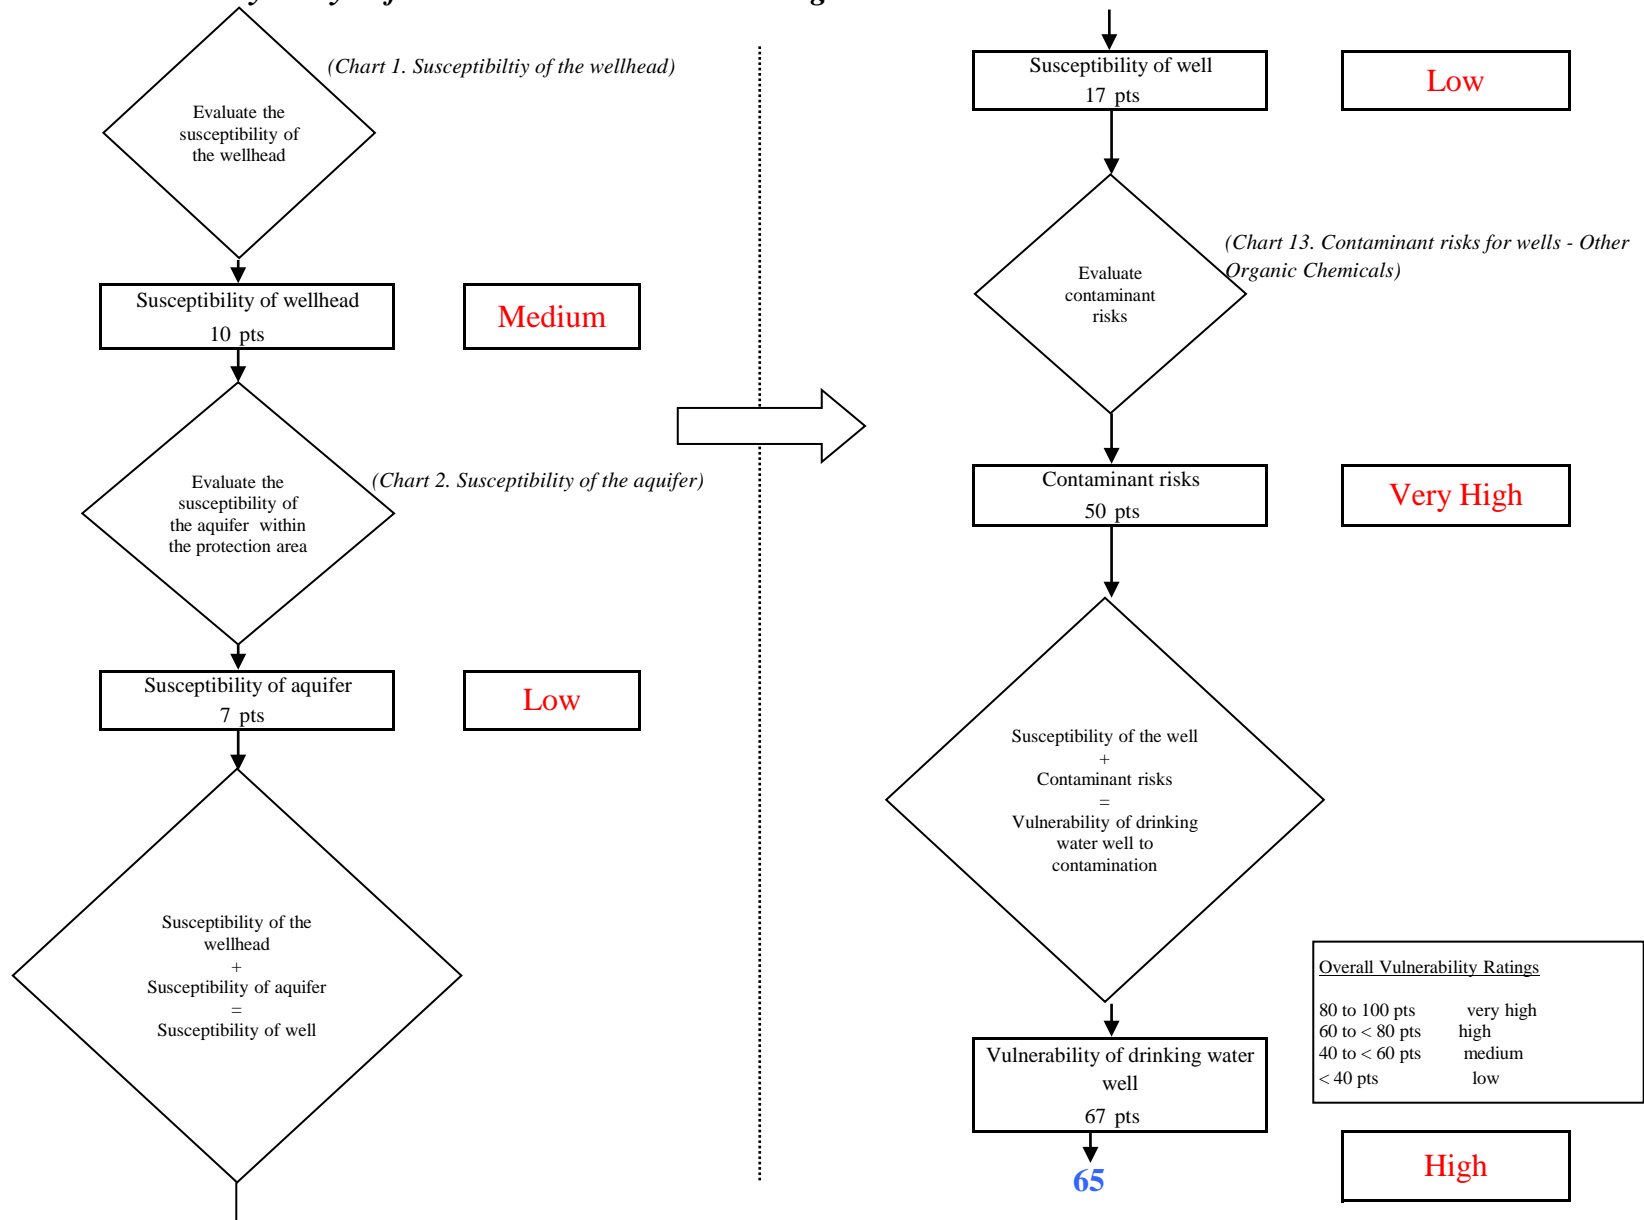 (Chart 1. Susceptibiltiy of the wellhead)
Evaluate the
susceptibility of
the wellhead
Susceptibility of wellhead
10 pts
Medium
Evaluate the
susceptibility of
the aquifer within
the protection area
(Chart 2. Susceptibility of the aquifer)
Susceptibility of aquifer
7 pts
Low
Susceptibility of the
wellhead
+
Susceptibility of aquifer
=
Susceptibility of well
Susceptibility of well
17 pts
Low
(Chart 13. Contaminant risks for wells - Other
Organic Chemicals)
Evaluate
contaminant
risks
Contaminant risks
50 pts
Very High
Susceptibility of the well
+
Contaminant risks
=
Vulnerability of drinking
water well to
contamination
Overall Vulnerability Ratings
80 to 100 pts very high
60 to < 80 pts high
40 to < 60 pts medium
< 40 pts low
Vulnerability of drinking water
well
67 pts
65
High